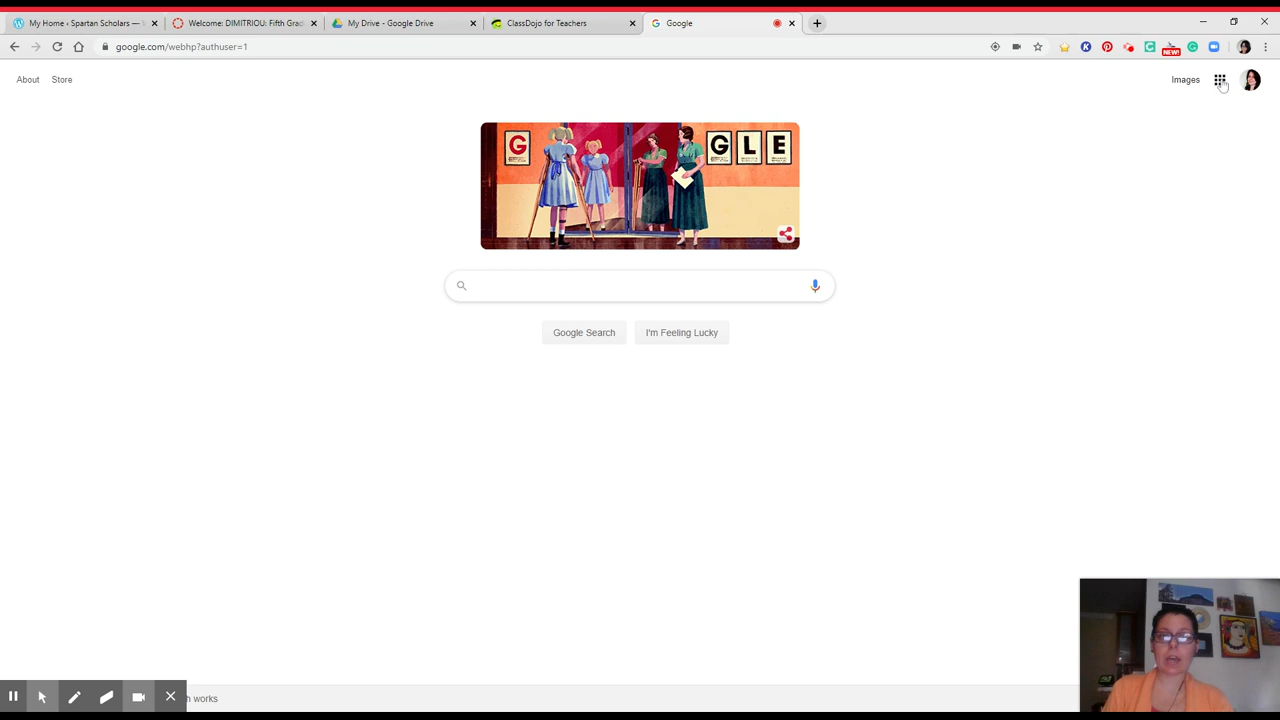 My Home ‹ Spartan Scholars —
Welcome: DIMITRIOU: Fifth Grad
My Drive - Google Drive
ClassDojo for Teachers
Google
google.com/webhp?authuser=1
NEW!
About
Store
Images
G
G L E
Google Search
I'm Feeling Lucky
h works